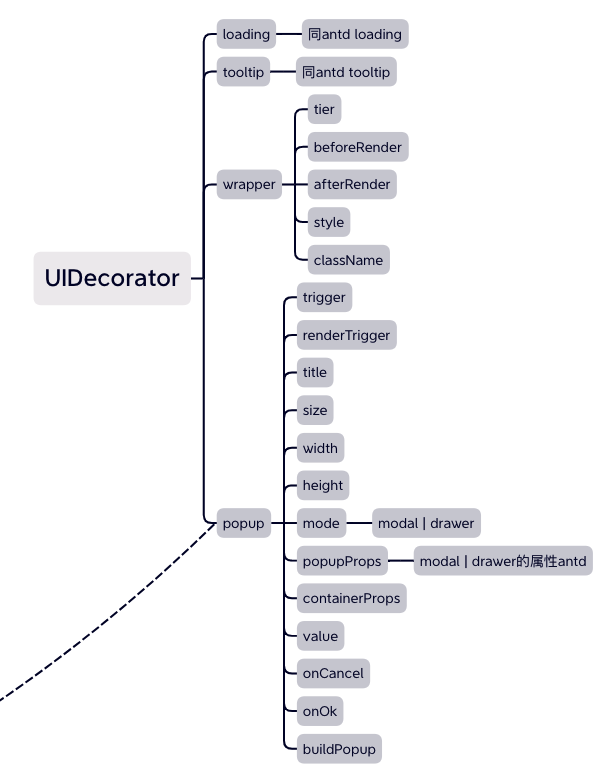 UIDecorator
loading
同antd loading
tooltip
同antd tooltip
wrapper
tier
beforeRender
afterRender
style
className
popup
trigger
renderTrigger
title
size
width
height
mode
modal | drawer
popupProps
modal | drawer的属性antd
containerProps
value
onCancel
onOk
buildPopup